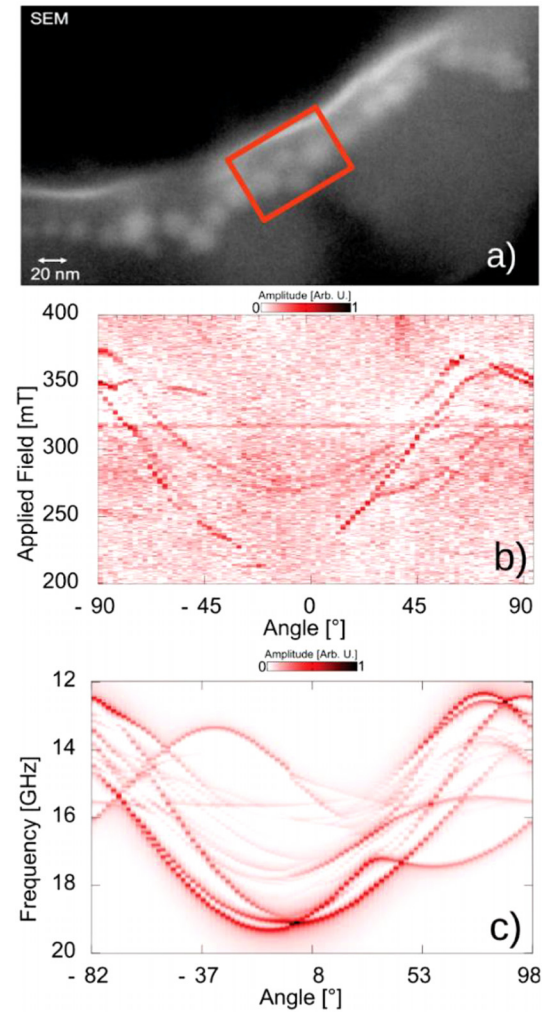 SEM
20 nm
a)
Amplitude [Arb. U.]
0 1
400
350
300
250
200
Applied Field [mT]
b)
- 90 - 45 0 45 90
Angle [°]
Amplitude [Arb. U.]
0 1
12
14
16
18
20
Frequency [GHz]
c)
- 82 - 37 8 53 98
Angle [°]